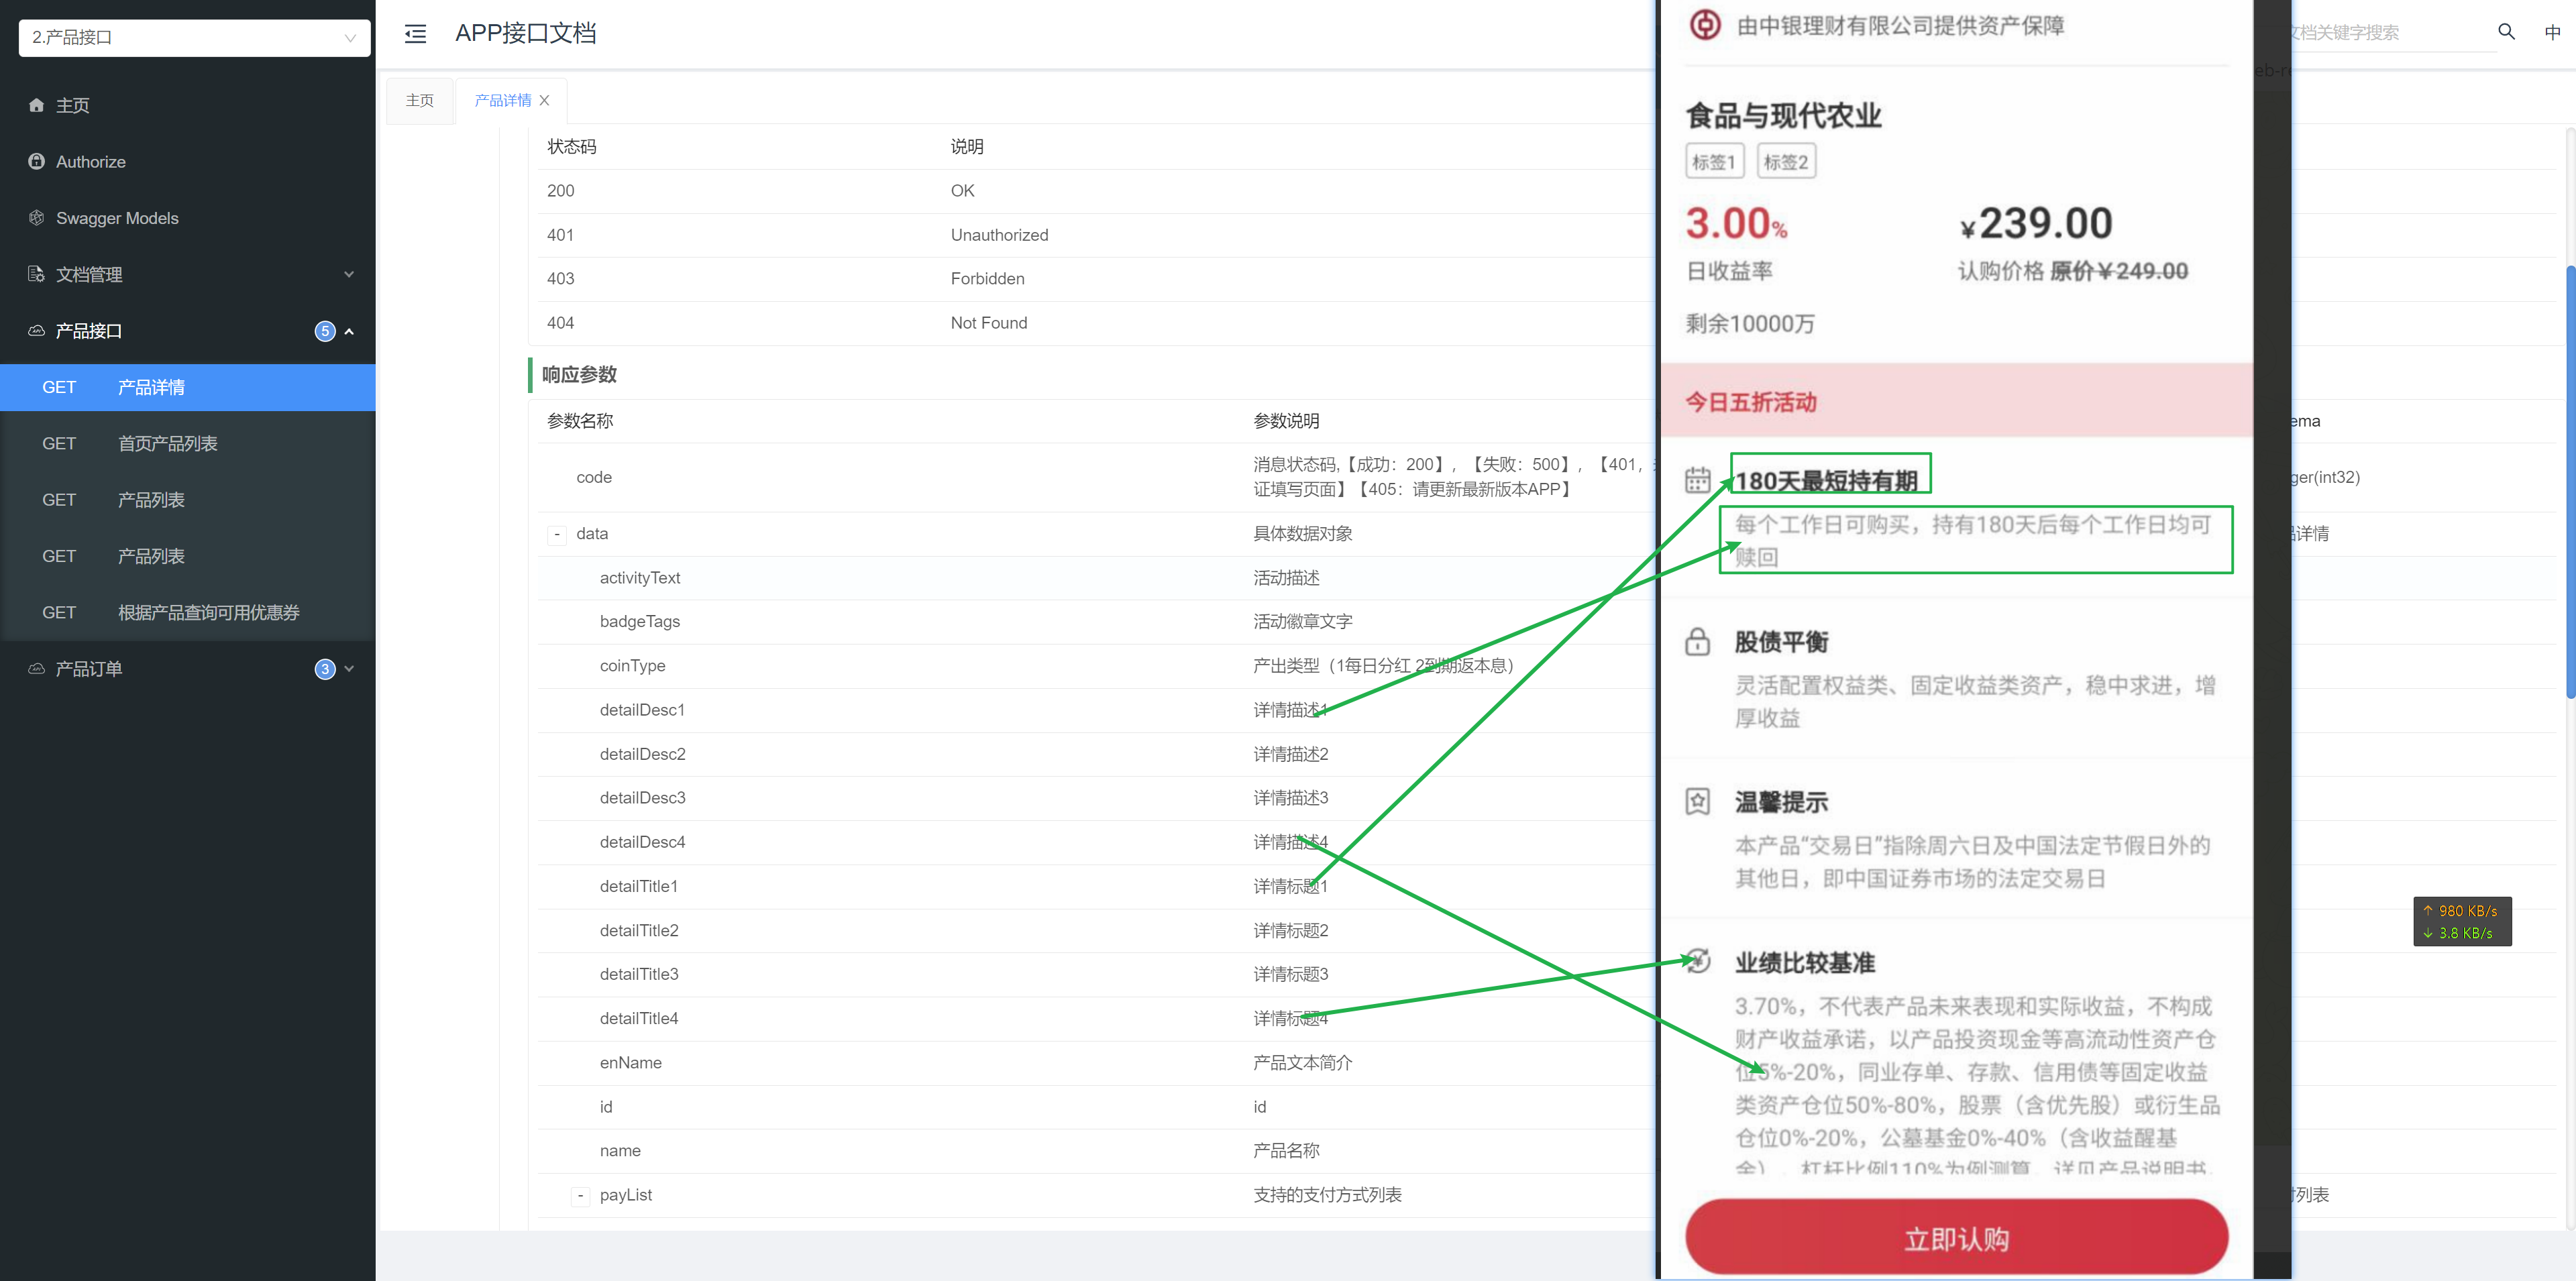 2.产品接口
主页
Authorize
Swagger Models
文档管理
产品接口
5
GET 产品详情
GET 首页产品列表
GET 产品列表
GET 产品列表
GET 根据产品查询可用优惠券
产品订单
3
APP接口文档
文档关键字搜索
中
主页
产品详情
状态码 说明
200 OK
401 Unauthorized
403 Forbidden
404 Not Found
响应参数
参数名称 参数说明 ema
code 消息状态码,【成功：200】,【失败：500】,【401,
证填写页面】【405：请更新最新版本APP】
ger(int32)
- data 具体数据对象 品详情
activityText 活动描述
badgeTags 活动徽章文字
coinType 产出类型（1每日分红 2到期返本息）
detailDesc1 详情描述1
detailDesc2 详情描述2
detailDesc3 详情描述3
detailDesc4 详情描述4
detailTitle1 详情标题1
detailTitle2 详情标题2
detailTitle3 详情标题3
detailTitle4 详情标题4
enName 产品文本简介
id id
name 产品名称
- payList 支持的支付方式列表 列表
由中银理财有限公司提供资产保障
eb-r
食品与现代农业
标签1 标签2
3.00% ¥239.00
日收益率 认购价格 原价¥249.00
剩余10000万
今日五折活动
180天最短持有期
每个工作日可购买，持有180天后每个工作日均可
赎回
股债平衡
灵活配置权益类、固定收益类资产，稳中求进，增
厚收益
温馨提示
本产品“交易日”指除周六日及中国法定节假日外的
其他日，即中国证券市场的法定交易日
业绩比较基准
3.70%，不代表产品未来表现和实际收益，不构成
财产收益承诺，以产品投资现金等高流动性资产仓
位5%-20%，同业存单、存款、信用债等固定收益
类资产仓位50%-80%，股票（含优先股）或衍生品
仓位0%-20%，公墓基金0%-40%（含收益醒基
金），杠杆比例110%为例测算，详见产品说明书.
立即认购
↑ 980 KB/s
↓ 3.8 KB/s